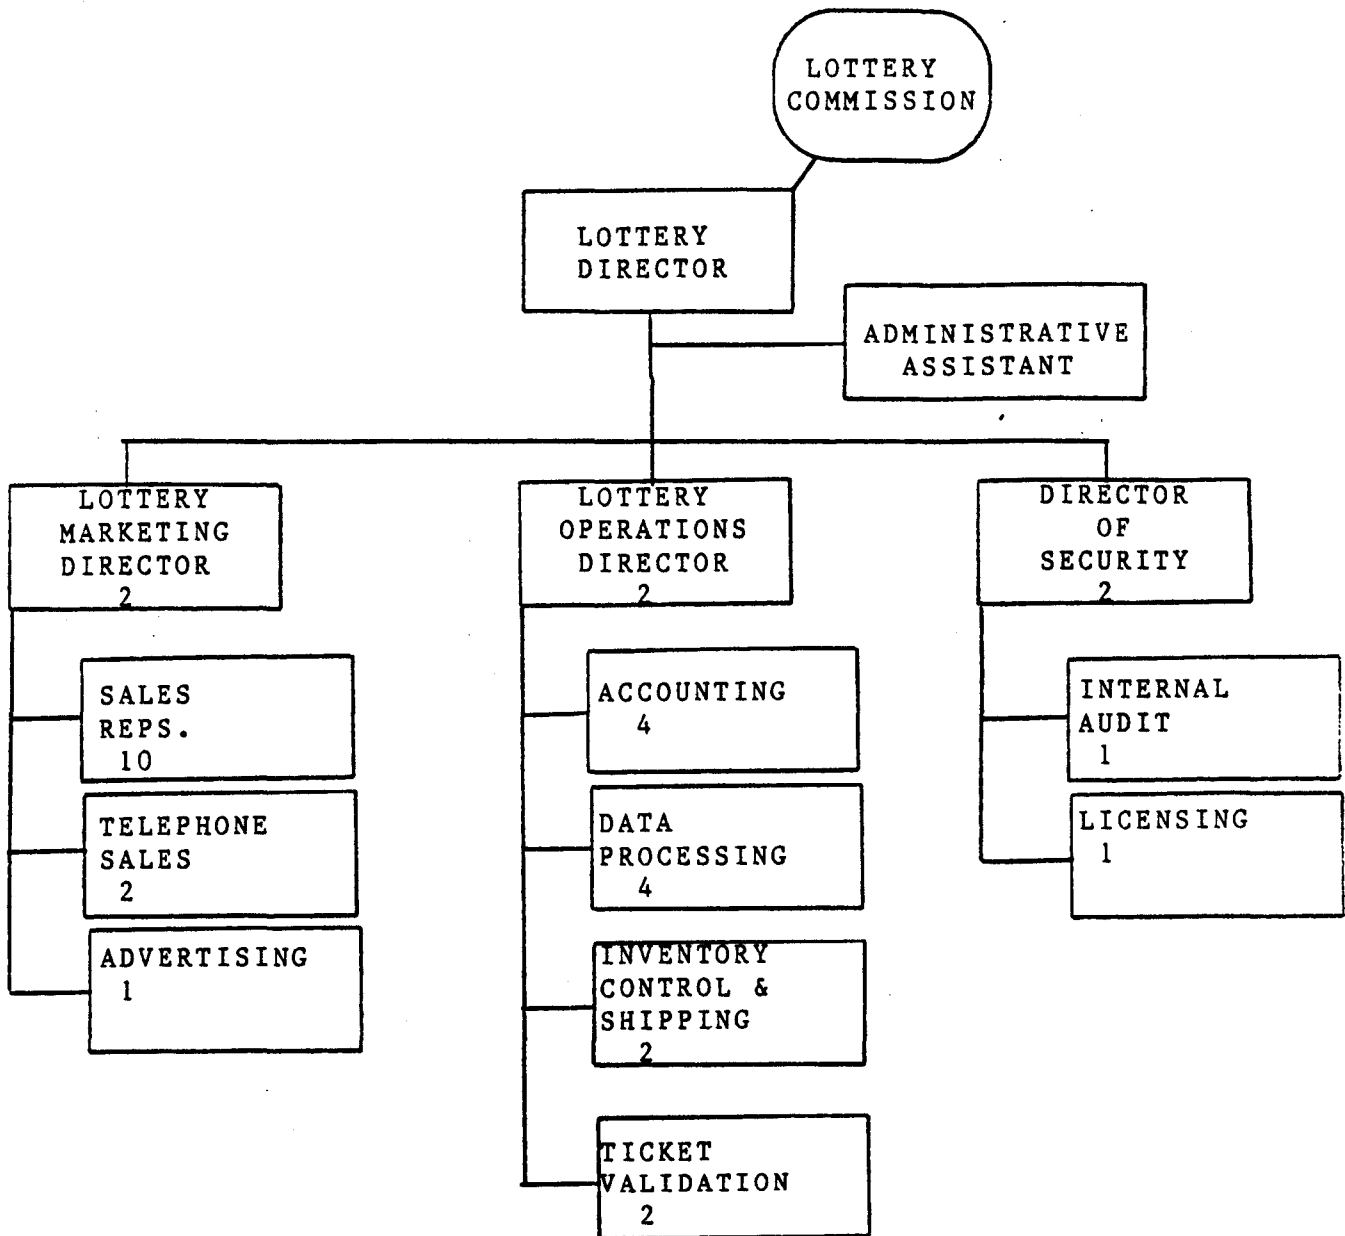 LOTTERY
COMMISSION
LOTTERY
DIRECTOR
ADMINISTRATIVE
ASSISTANT
LOTTERY
MARKETING
DIRECTOR
2
SALES
REPS.
10
TELEPHONE
SALES
2
ADVERTISING
1
LOTTERY
OPERATIONS
DIRECTOR
2
ACCOUNTING
4
DATA
PROCESSING
4
INVENTORY
CONTROL &
SHIPPING
2
TICKET
VALIDATION
2
DIRECTOR
OF
SECURITY
2
INTERNAL
AUDIT
1
LICENSING
1